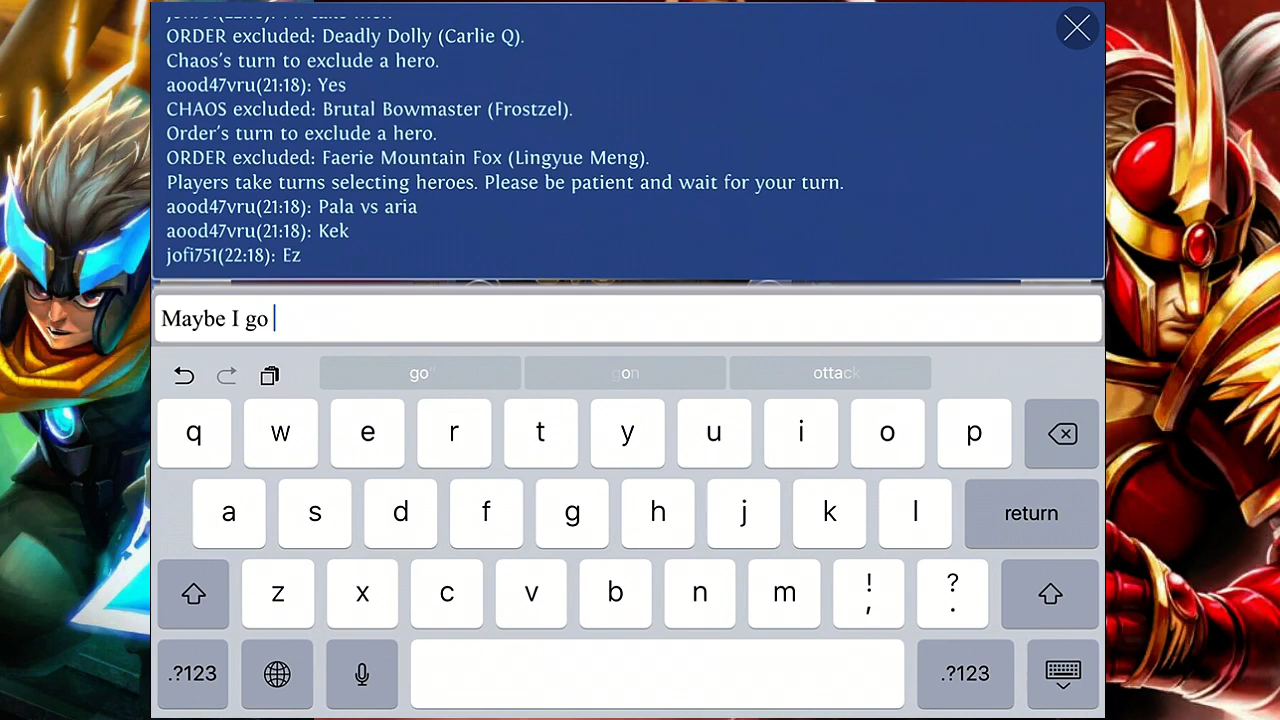 ORDER excluded: Deadly Dolly (Carlie Q).
Chaos's turn to exclude a hero.
aood47vru(21:18): Yes
CHAOS excluded: Brutal Bowmaster (Frostzel).
Order's turn to exclude a hero.
ORDER excluded: Faerie Mountain Fox (Lingyue Meng).
Players take turns selecting heroes. Please be patient and wait for your turn.
aood47vru(21:18): Pala vs aria
aood47vru(21:18): Kek
jofi751(22:18): Ez
Maybe I go
go gon ottack
q w e r t y u i o p
a s d f g h j k l return
z x c v b n m ! , ? .
.?123 .?123